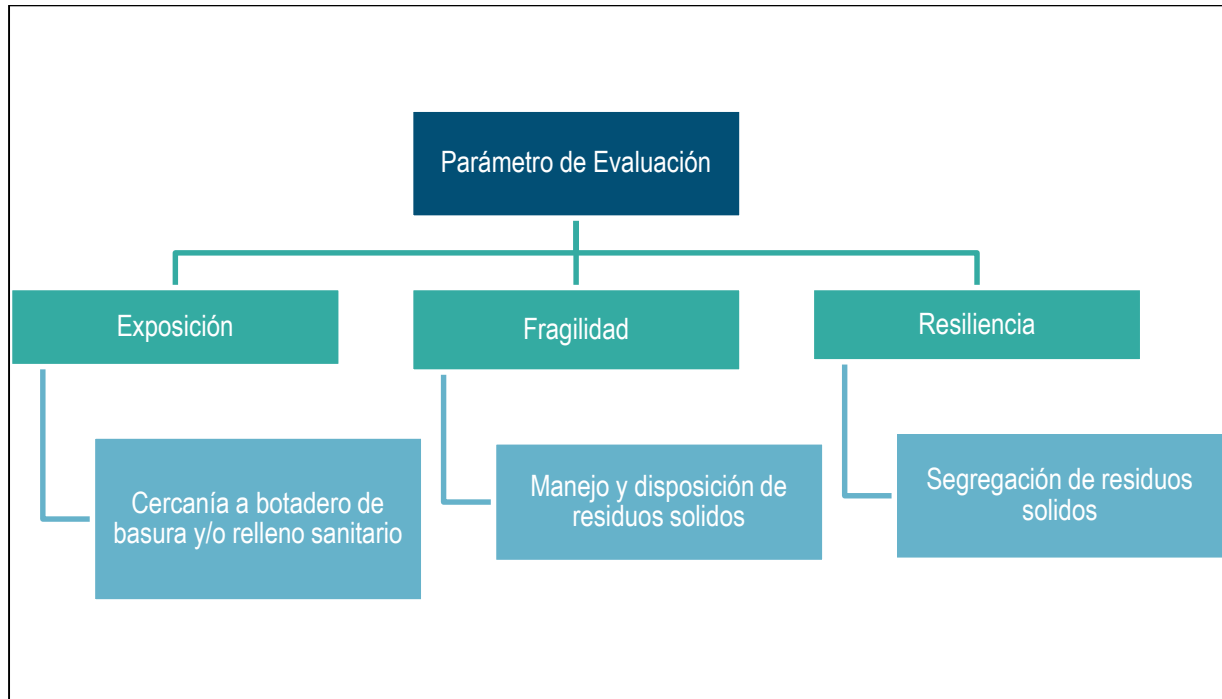 Parámetro de Evaluación
Exposición
Fragilidad
Resiliencia
Cercanía a botadero de
basura y/o relleno sanitario
Manejo y disposición de
residuos solidos
Segregación de residuos
solidos